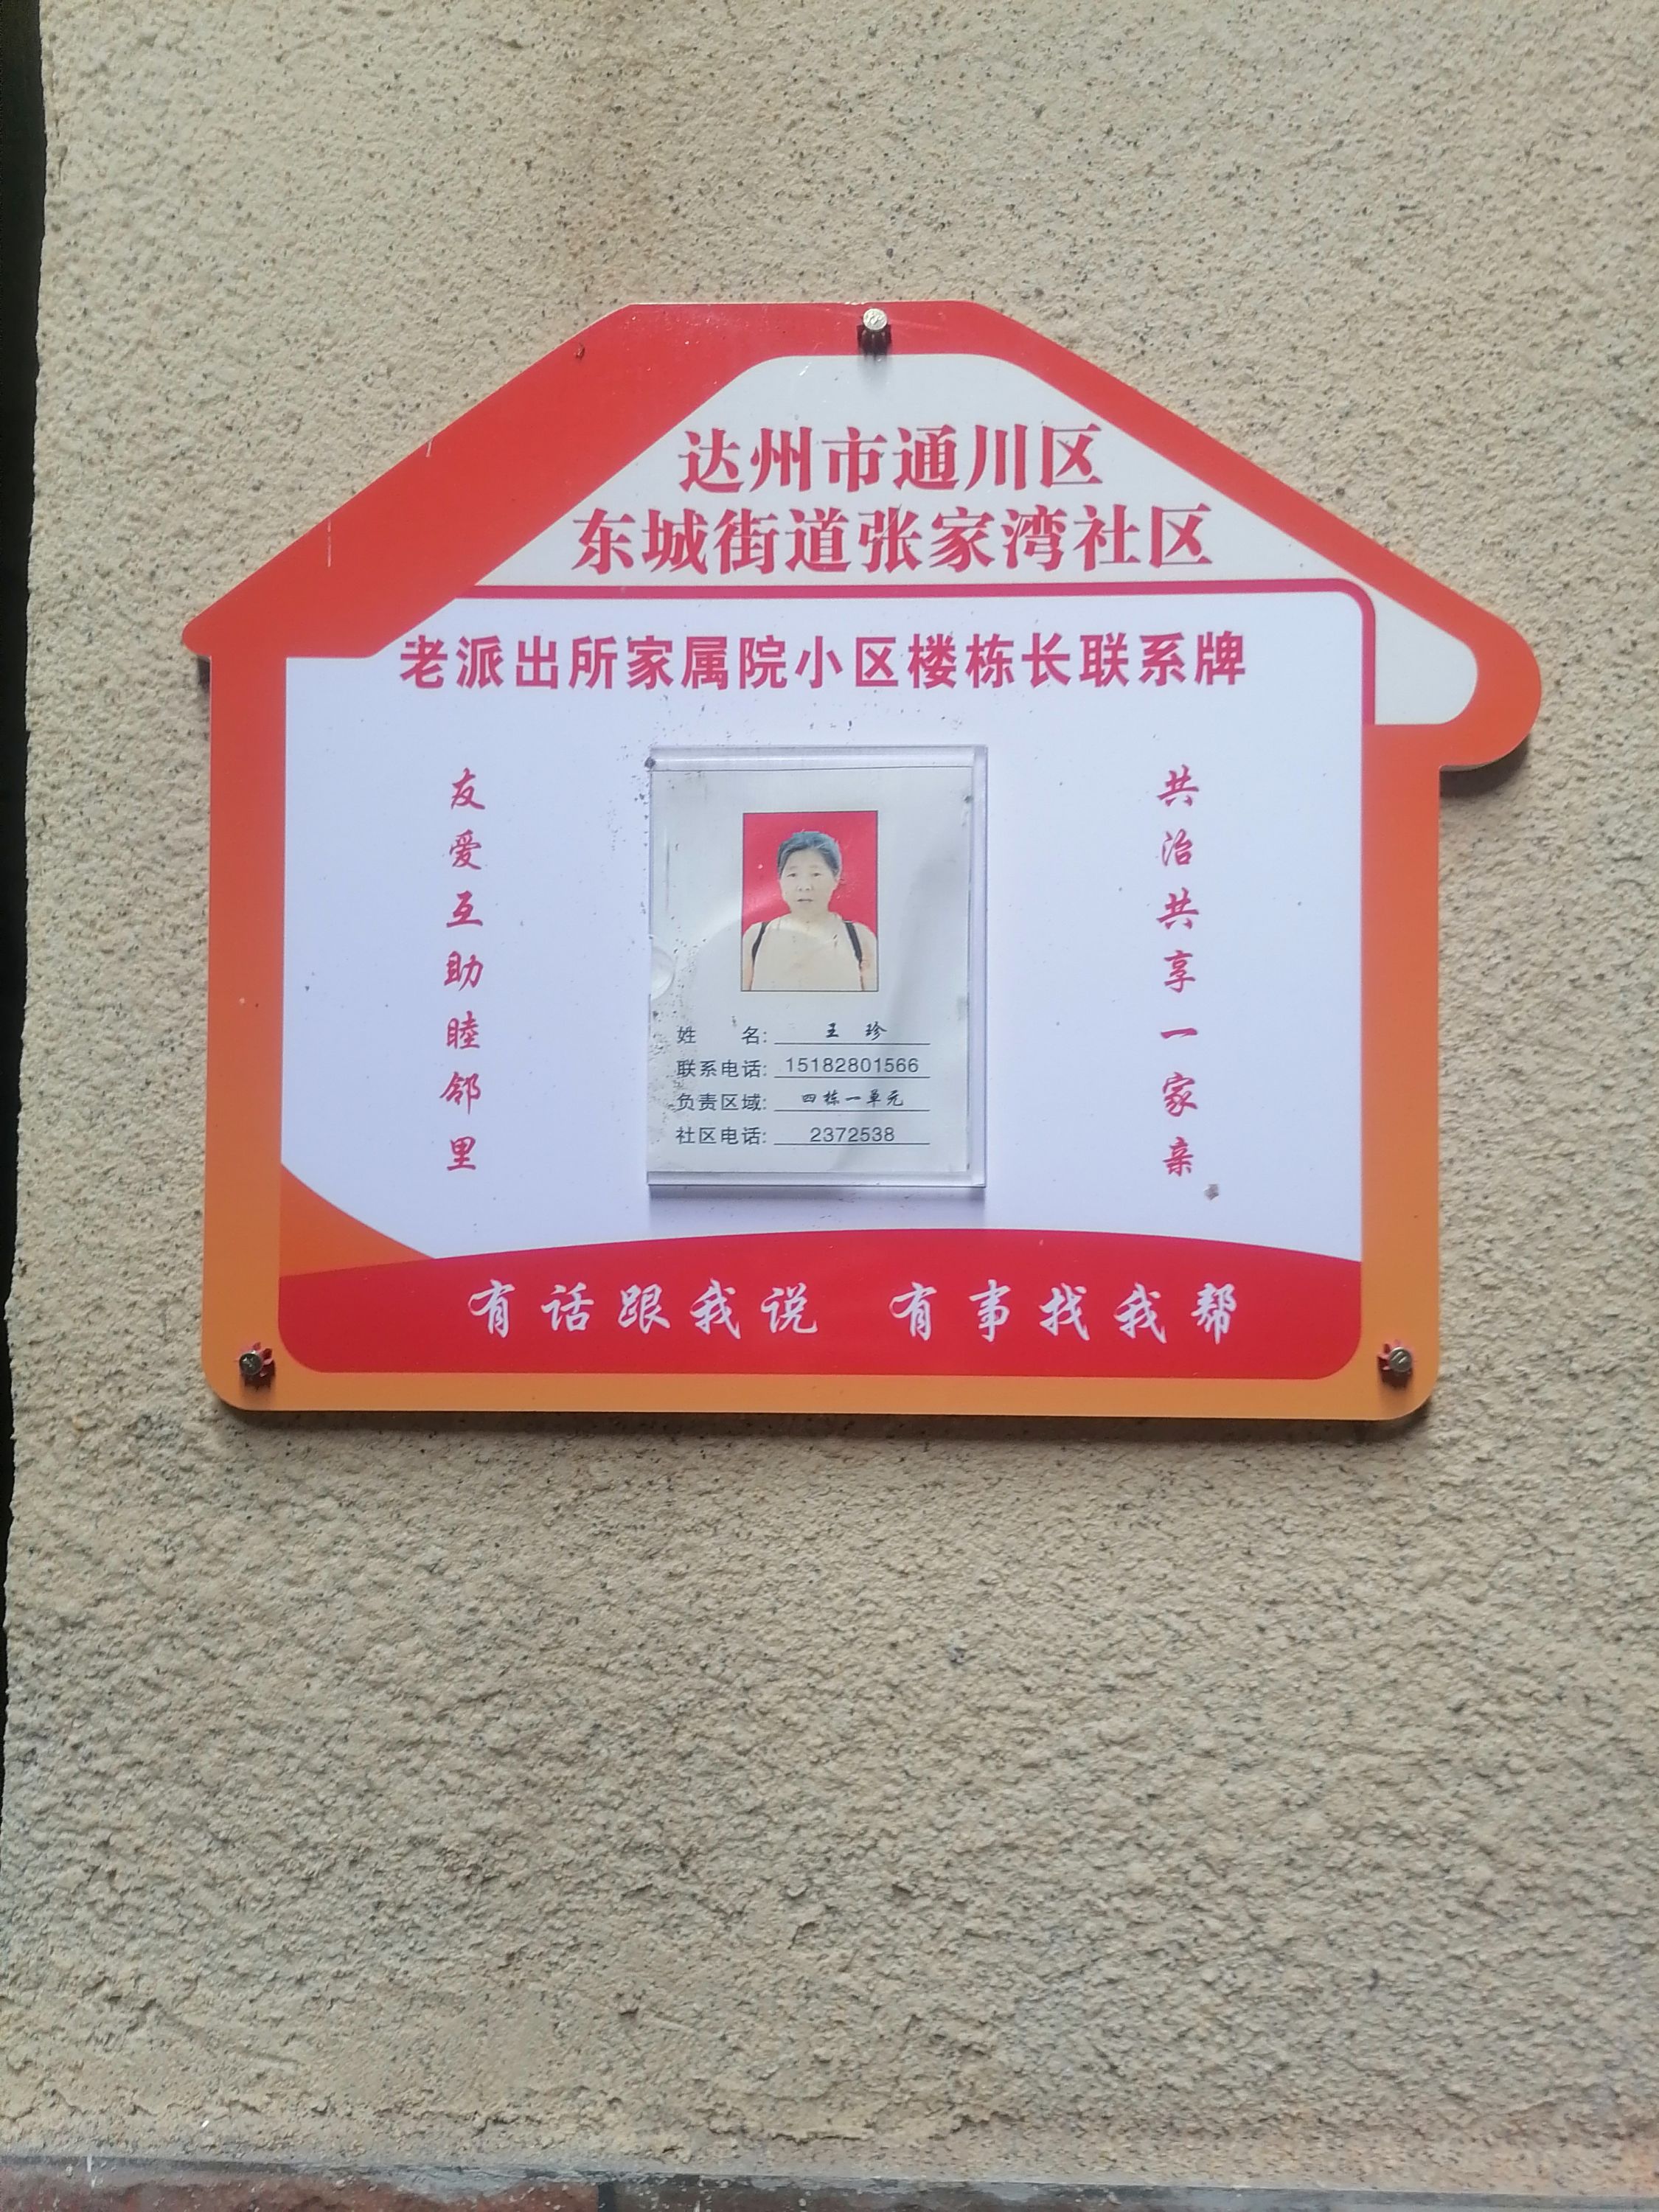 达州市通川区
东城街道张家湾社区
老派出所家属院小区楼栋长联系牌
友爱互助睦邻里
共治共享一家亲
姓 名: 王 珍
联系电话: 15182801566
负责区域: 四栋一单元
社区电话: 2372538
有话跟我说 有事找我帮